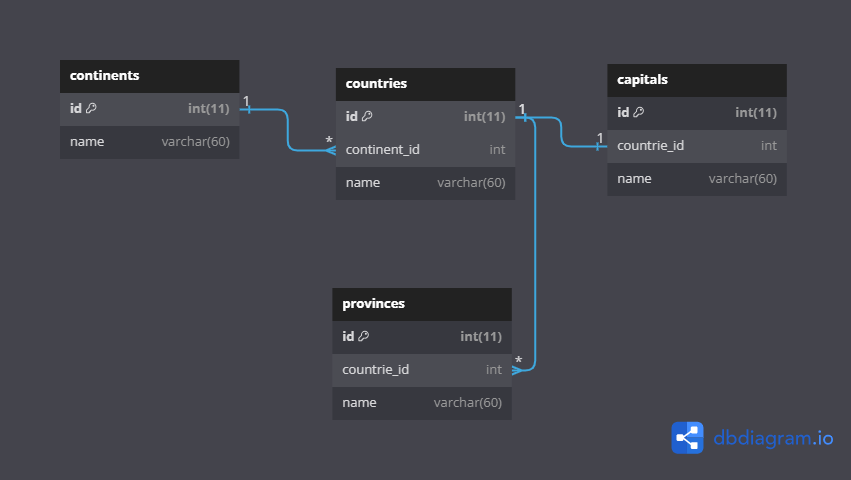 continents
id int(11)
name varchar(60)
1
*
countries
id int(11)
continent_id int
name varchar(60)
1
1
capitals
id int(11)
countrie_id int
name varchar(60)
provinces
id int(11)
countrie_id int
name varchar(60)
*
dbdiagram.io